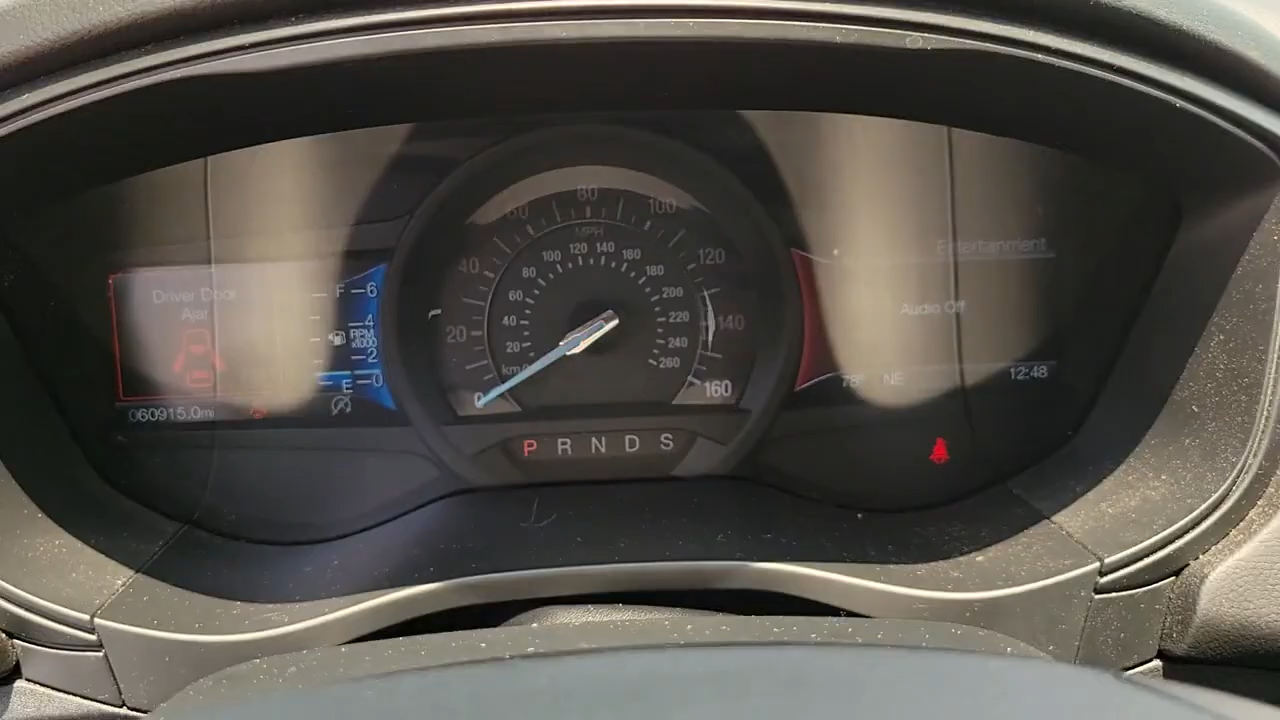 Driver Door
Ajar
060915.0mi
F
E
6
4
RPM
x1000
2
0
0
20
40
60
80
100
120
140
160
MPH
20
40
60
80
100
120
140
160
180
200
220
240
260
km/h
P R N D S
Entertainment
Audio Off
78° NE
12:48